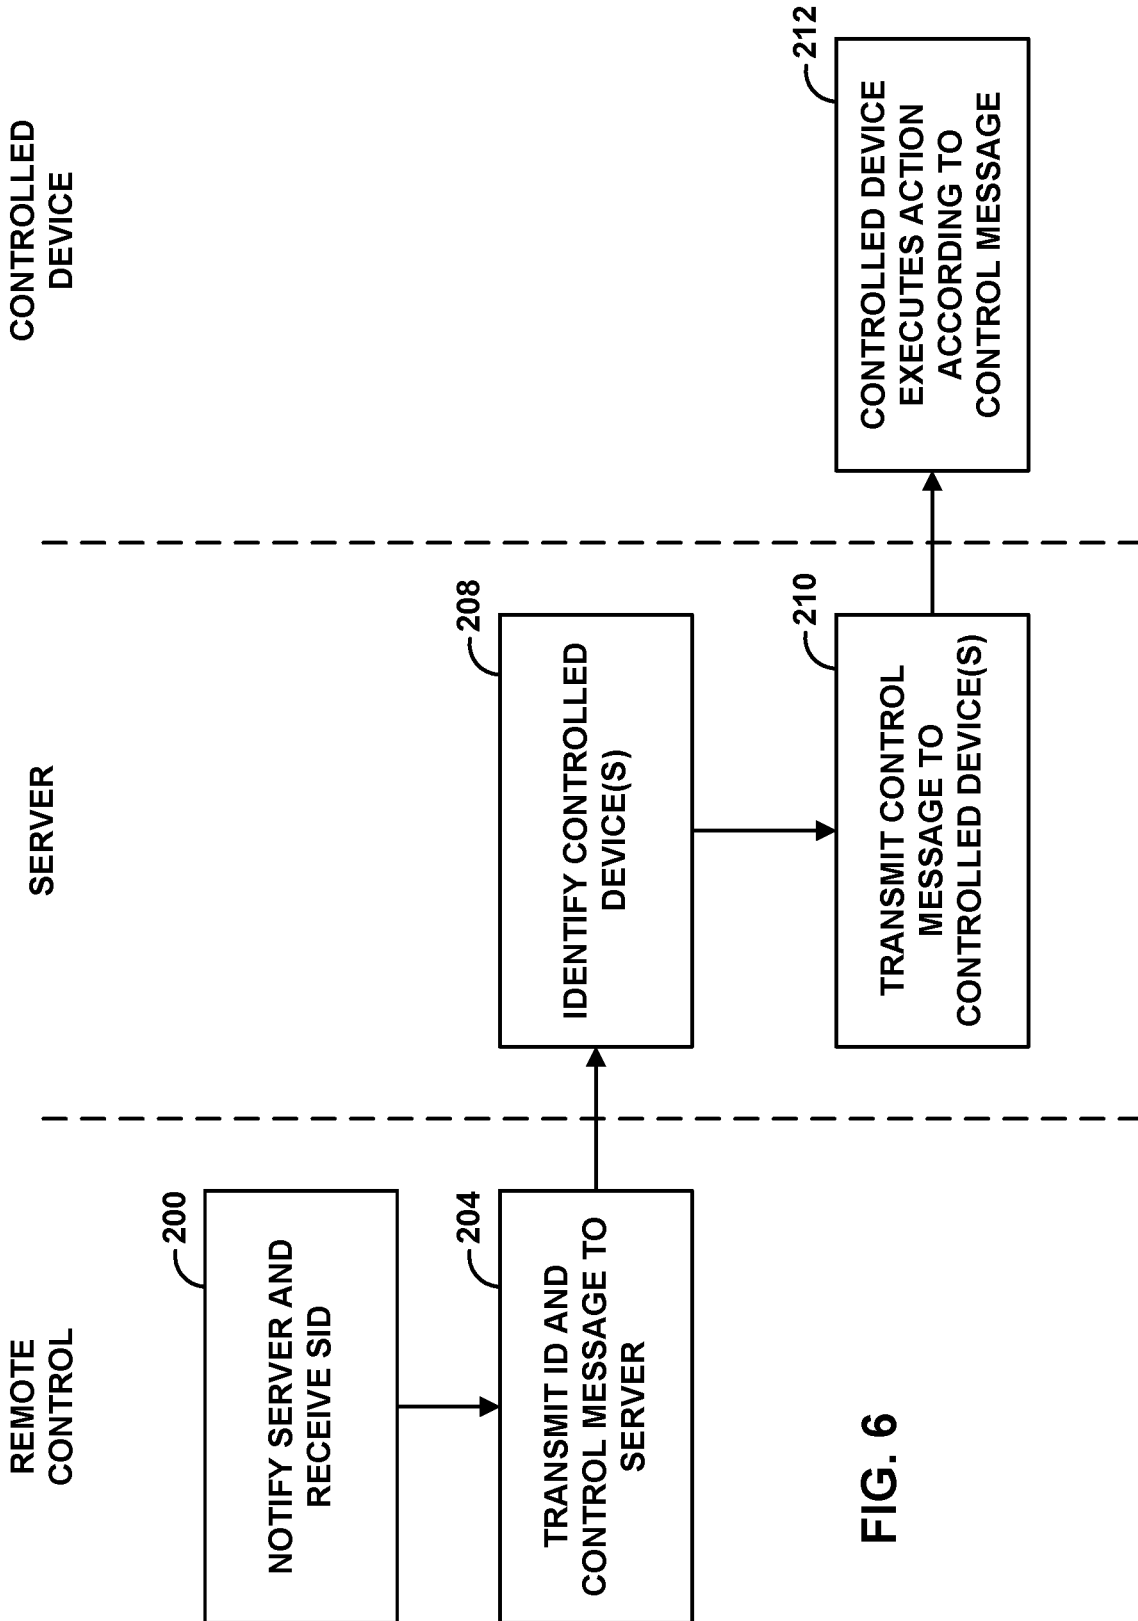 REMOTE
CONTROL
SERVER
CONTROLLED
DEVICE
200
NOTIFY SERVER AND
RECEIVE SID
204
TRANSMIT ID AND
CONTROL MESSAGE TO
SERVER
208
IDENTIFY CONTROLLED
DEVICE(S)
210
TRANSMIT CONTROL
MESSAGE TO
CONTROLLED DEVICE(S)
212
CONTROLLED DEVICE
EXECUTES ACTION
ACCORDING TO
CONTROL MESSAGE
FIG. 6